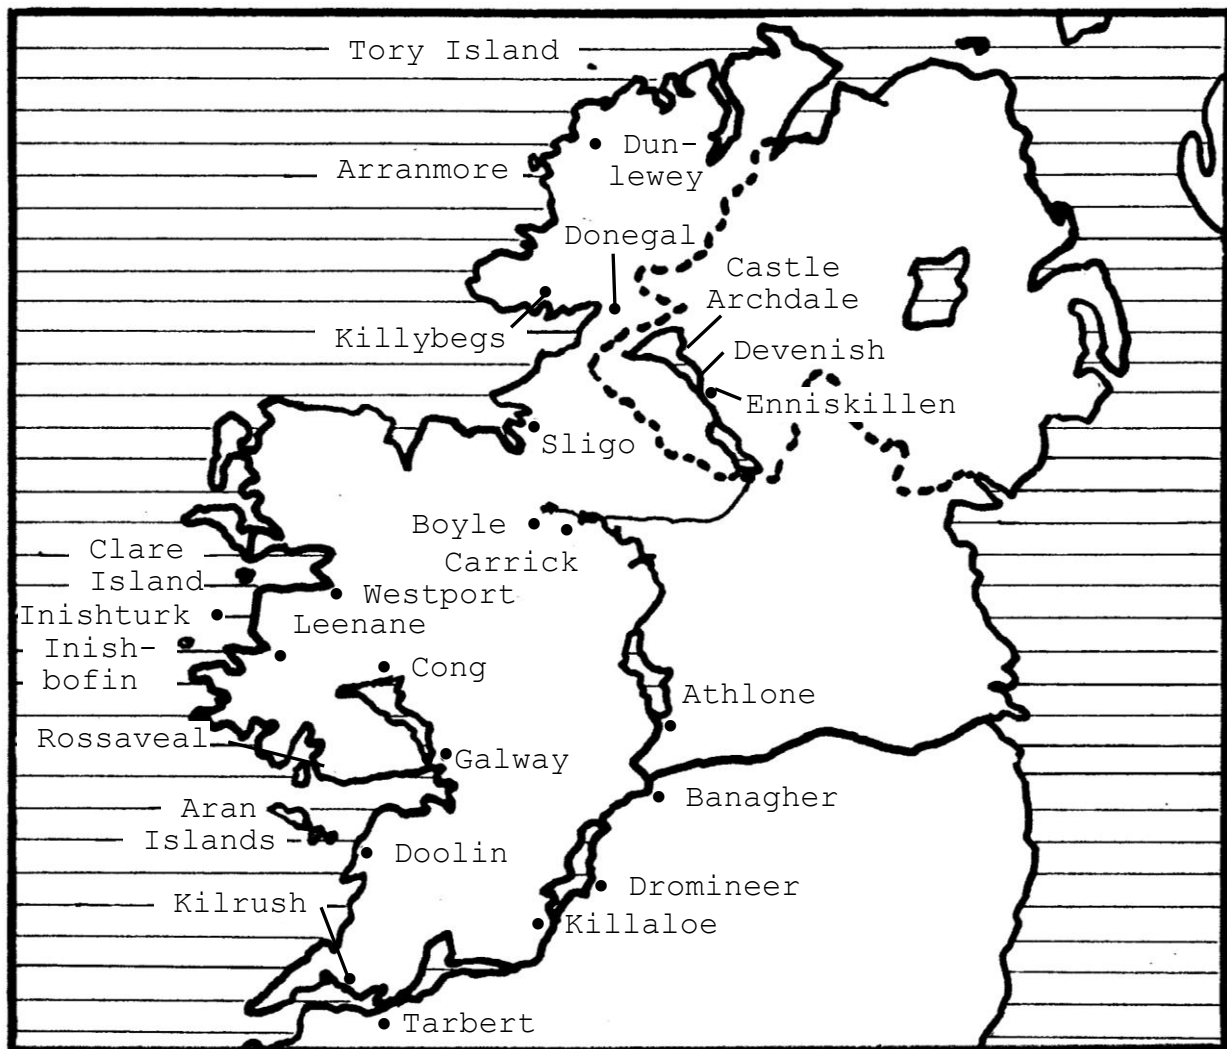 Tory Island
Dun-
lewey
Arranmore
Donegal
Castle
Archdale
Killybegs
Devenish
Enniskillen
Sligo
Boyle
Carrick
Clare
Island
Westport
Inishturk
Leenane
Inish-
bofin
Cong
Athlone
Rossaveal
Galway
Banagher
Aran
Islands
Doolin
Dromineer
Kilrush
Killaloe
Tarbert